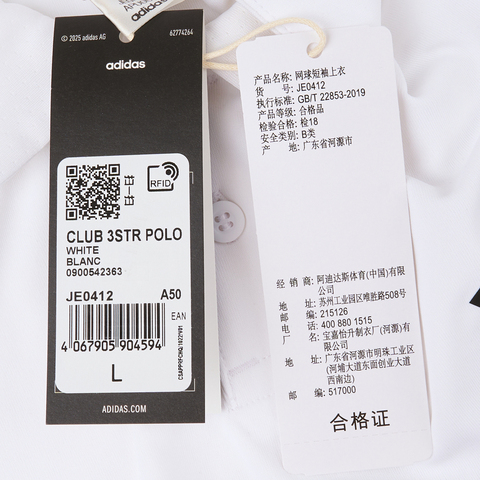 adidas
© 2025 adidas AG
62774264
adidas
RFID
扫一扫
CLUB 3STR POLO
WHITE
BLANC
0900542363
JE0412 A50
EAN
4 067905 904594
L
ADIDAS.COM
产品名称: 网球短袖上衣
货 号: JE0412
执行标准: GB/T 22853-2019
产品等级: 合格品
检验合格: 检18
安全类别: B类
产 地: 广东省河源市
经 销 商: 阿迪达斯体育(中国)有限
公司
地 址: 苏州工业园区唯胜路508号
邮 编: 215126
电 话: 400 880 1515
厂 名: 宝嘉怡升制衣厂(河源)有
限公司
地 址: 广东省河源市明珠工业区
(河埔大道东面创业大道
西南边)
邮 编: 517000
合格证